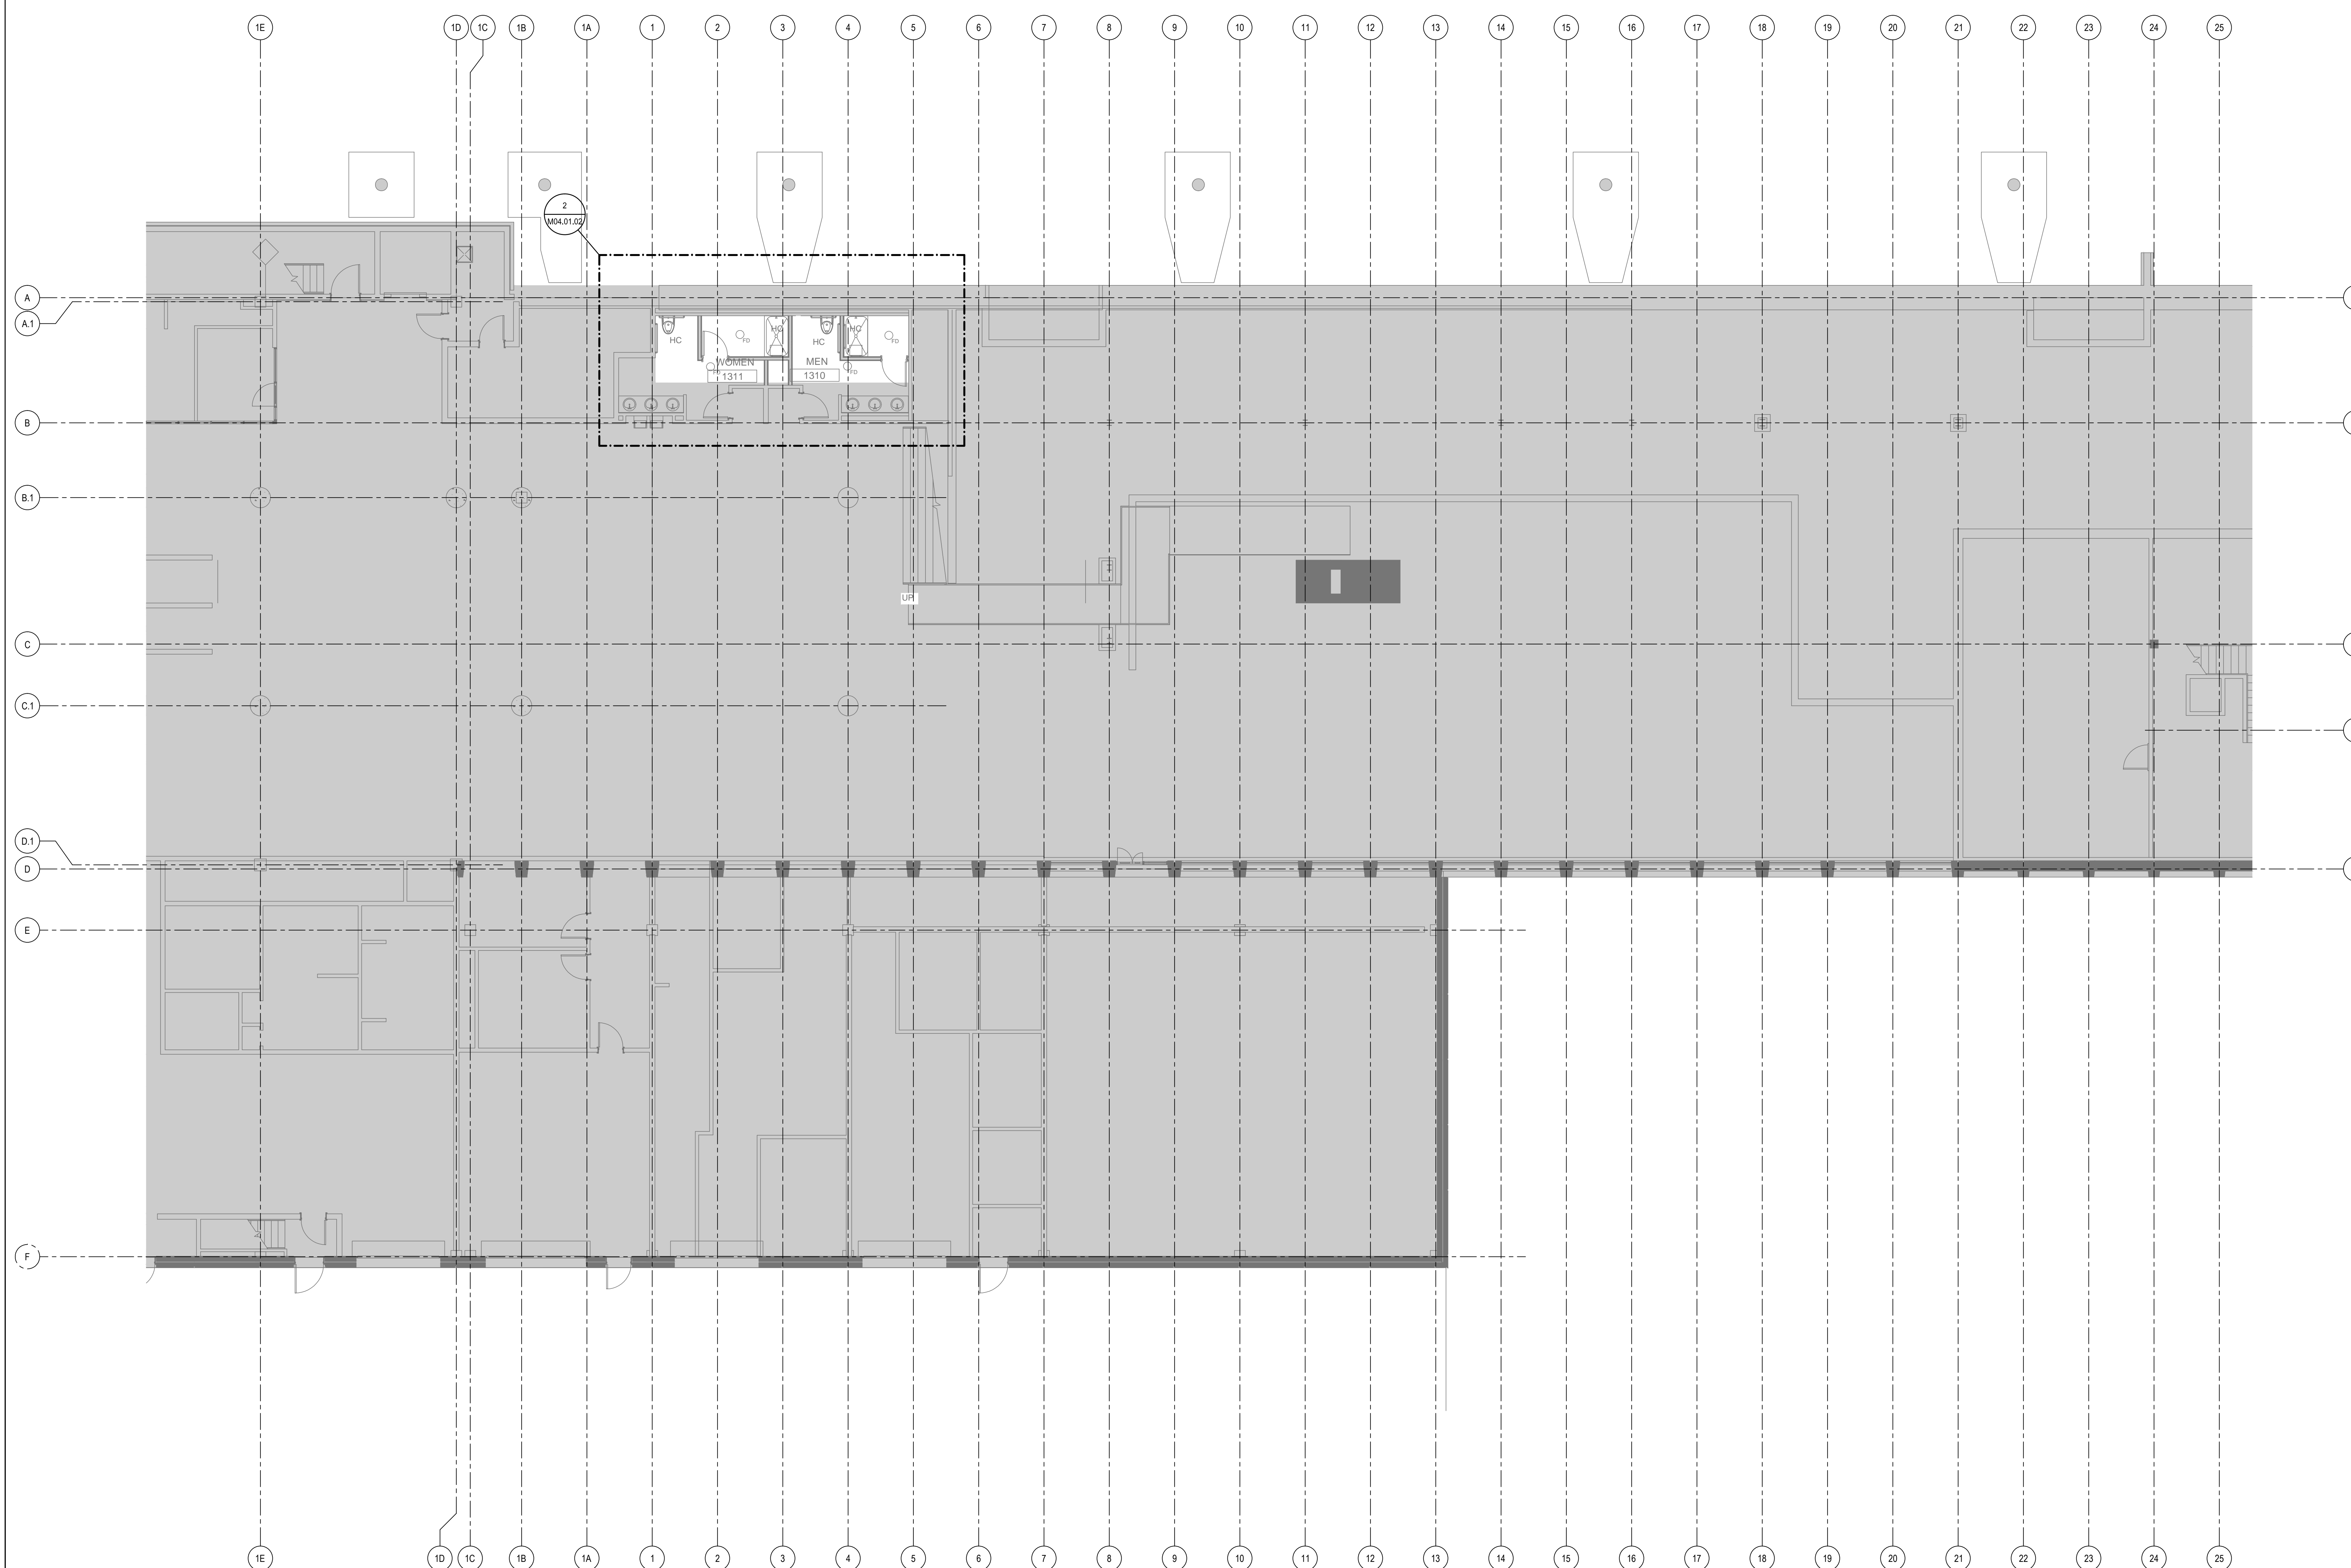 1E 1D 1C 1B 1A 1 2 3 4 5 6 7 8 9 10 11 12 13 14 15 16 17 18 19 20 21 22 23 24 25
2
M04.01.02
A
A.1
HC HC
FD FD
HC HC
WOMEN MEN
FD FD
1311 1310
B
B.1
UP
C
C.1
D.1
D
E
F
1E 1D 1C 1B 1A 1 2 3 4 5 6 7 8 9 10 11 12 13 14 15 16 17 18 19 20 21 22 23 24 25